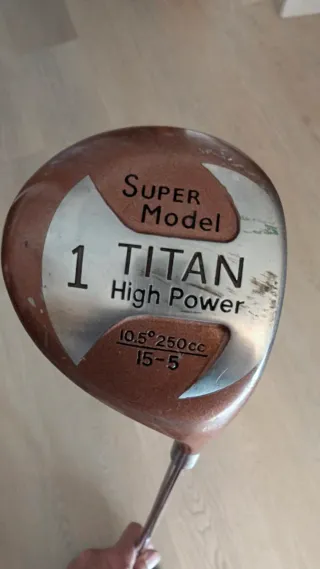 SUPER
Model
1 TITAN
High Power
10.5° 250cc
15-5